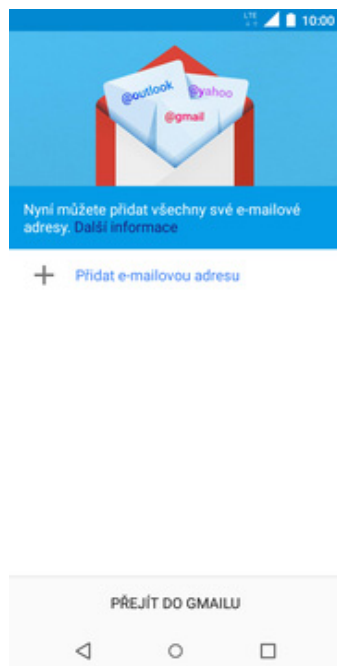 LTE 10:00
@outlook @yahoo
@gmail
Nyní můžete přidat všechny své e-mailové
adresy. Další informace
Přidat e-mailovou adresu
PŘEJÍT DO GMAILU